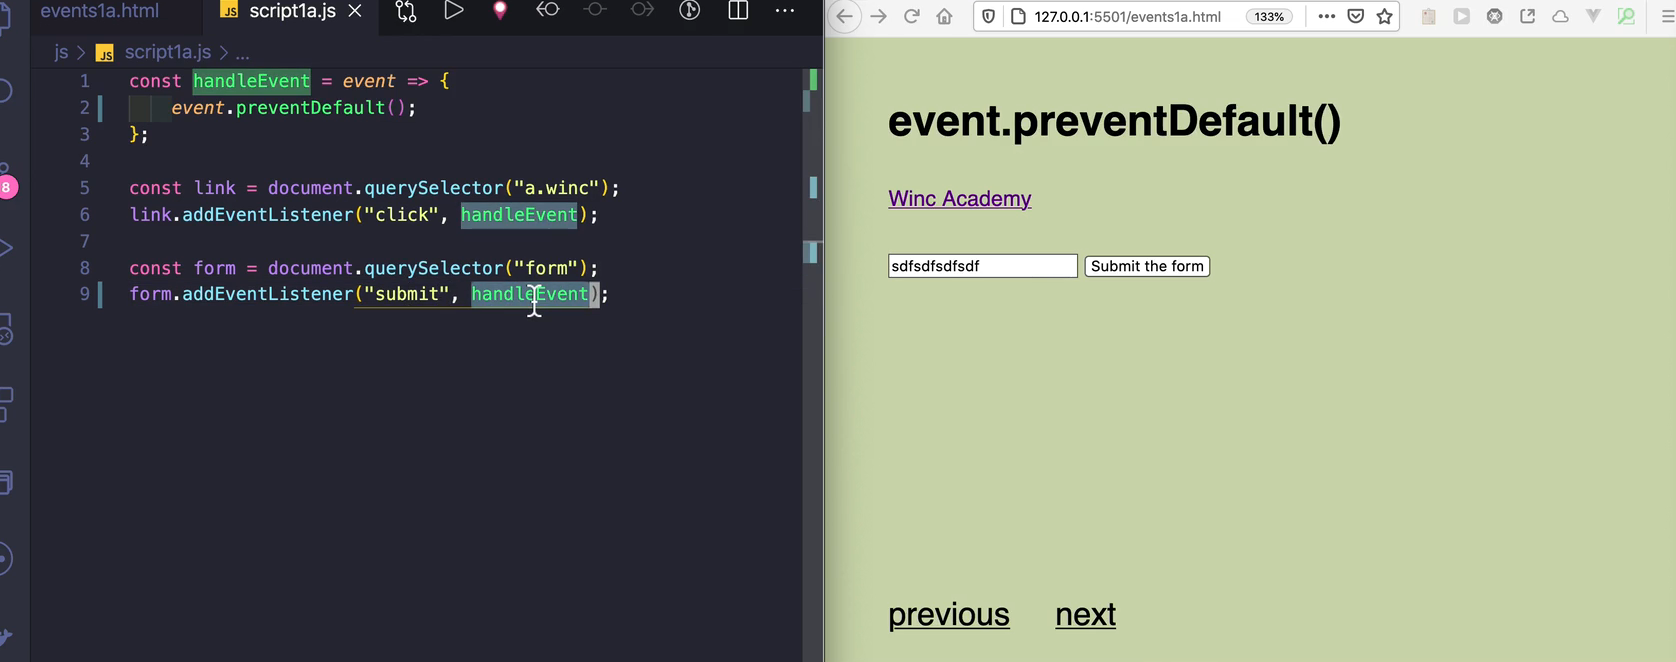 events1a.html
JS script1a.js
js > JS script1a.js > ...
1 const handleEvent = event => {
2 event.preventDefault();
3 };
4
5 const link = document.querySelector("a.winc");
6 link.addEventListener("click", handleEvent);
7
8 const form = document.querySelector("form");
9 form.addEventListener("submit", handleEvent);
8
127.0.0.1:5501/events1a.html 133%
event.preventDefault()
Winc Academy
sdfsdfsdfsdf Submit the form
previous next